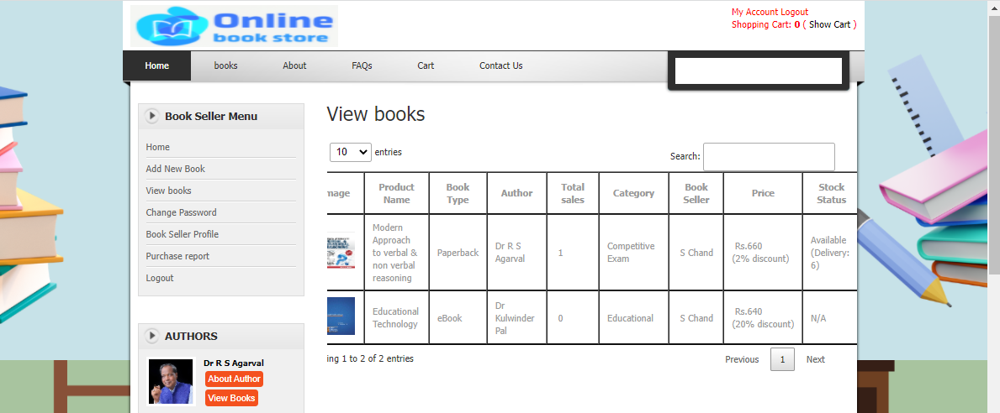 Online
book store
My Account Logout
Shopping Cart: 0 ( Show Cart )
Home books About FAQs Cart Contact Us
Book Seller Menu
Home
Add New Book
View books
Change Password
Book Seller Profile
Purchase report
Logout
AUTHORS
Dr R S Agarval
About Author
View Books
View books
10 entries
Search:
mage Product Name Book Type Author Total sales Category Book Seller Price Stock Status
Modern
Approach
to verbal &
non verbal
reasoning
Paperback
Dr R S
Agarval
1
Competitive
Exam
S Chand
Rs.660
(2% discount)
Available
(Delivery:
6)
Educational
Technology
eBook
Dr
Kulwinder
Pal
0
Educational
S Chand
Rs.640
(20% discount)
N/A
ing 1 to 2 of 2 entries
Previous 1 Next